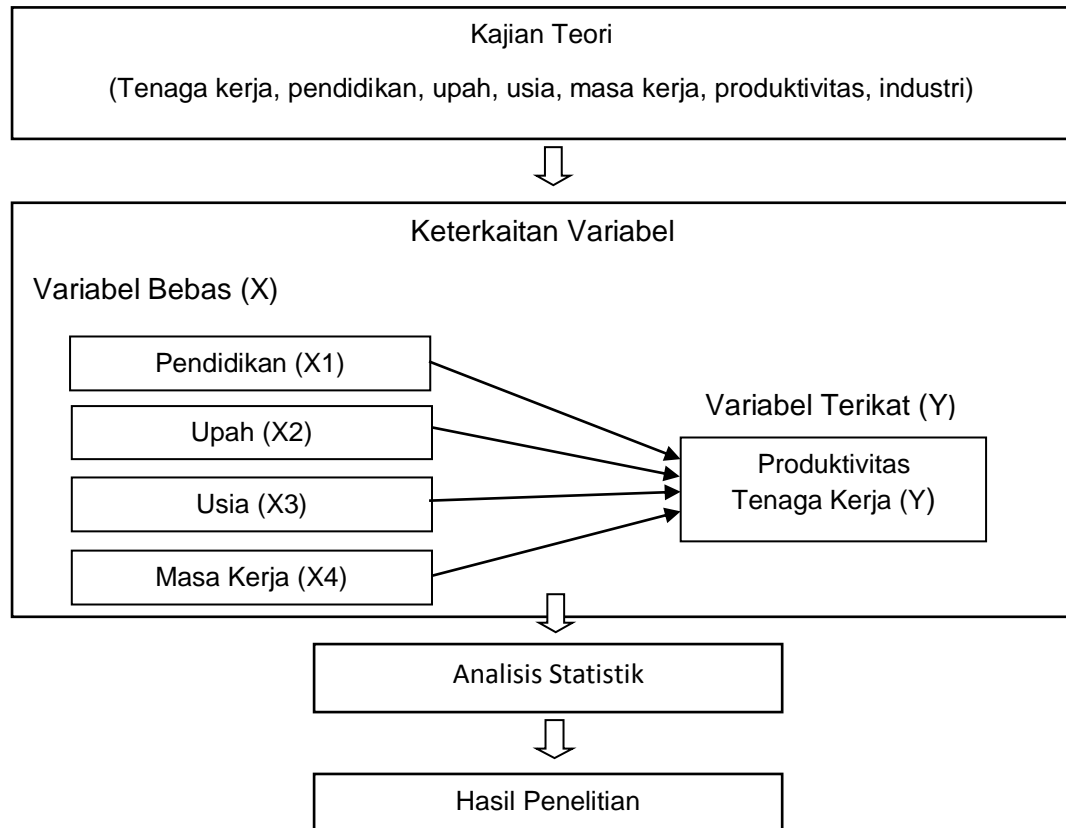 Kajian Teori
(Tenaga kerja, pendidikan, upah, usia, masa kerja, produktivitas, industri)
Keterkaitan Variabel
Variabel Bebas (X)
Pendidikan (X1)
Upah (X2)
Usia (X3)
Masa Kerja (X4)
Variabel Terikat (Y)
Produktivitas
Tenaga Kerja (Y)
Analisis Statistik
Hasil Penelitian